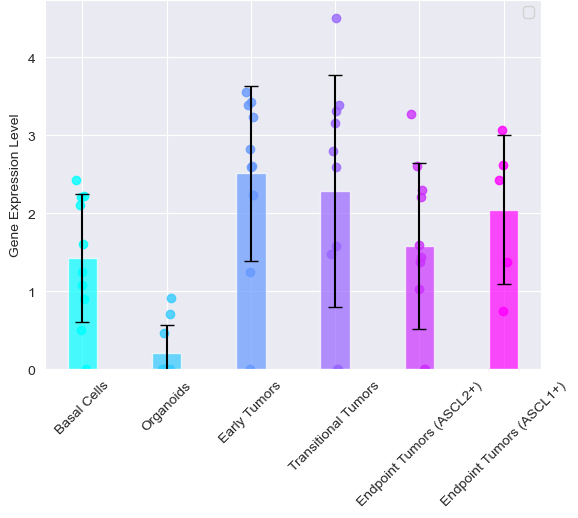 Gene Expression Level
4
3
2
1
0
Basal Cells
Organoids
Early Tumors
Transitional Tumors
Endpoint Tumors (ASCL2+)
Endpoint Tumors (ASCL1+)